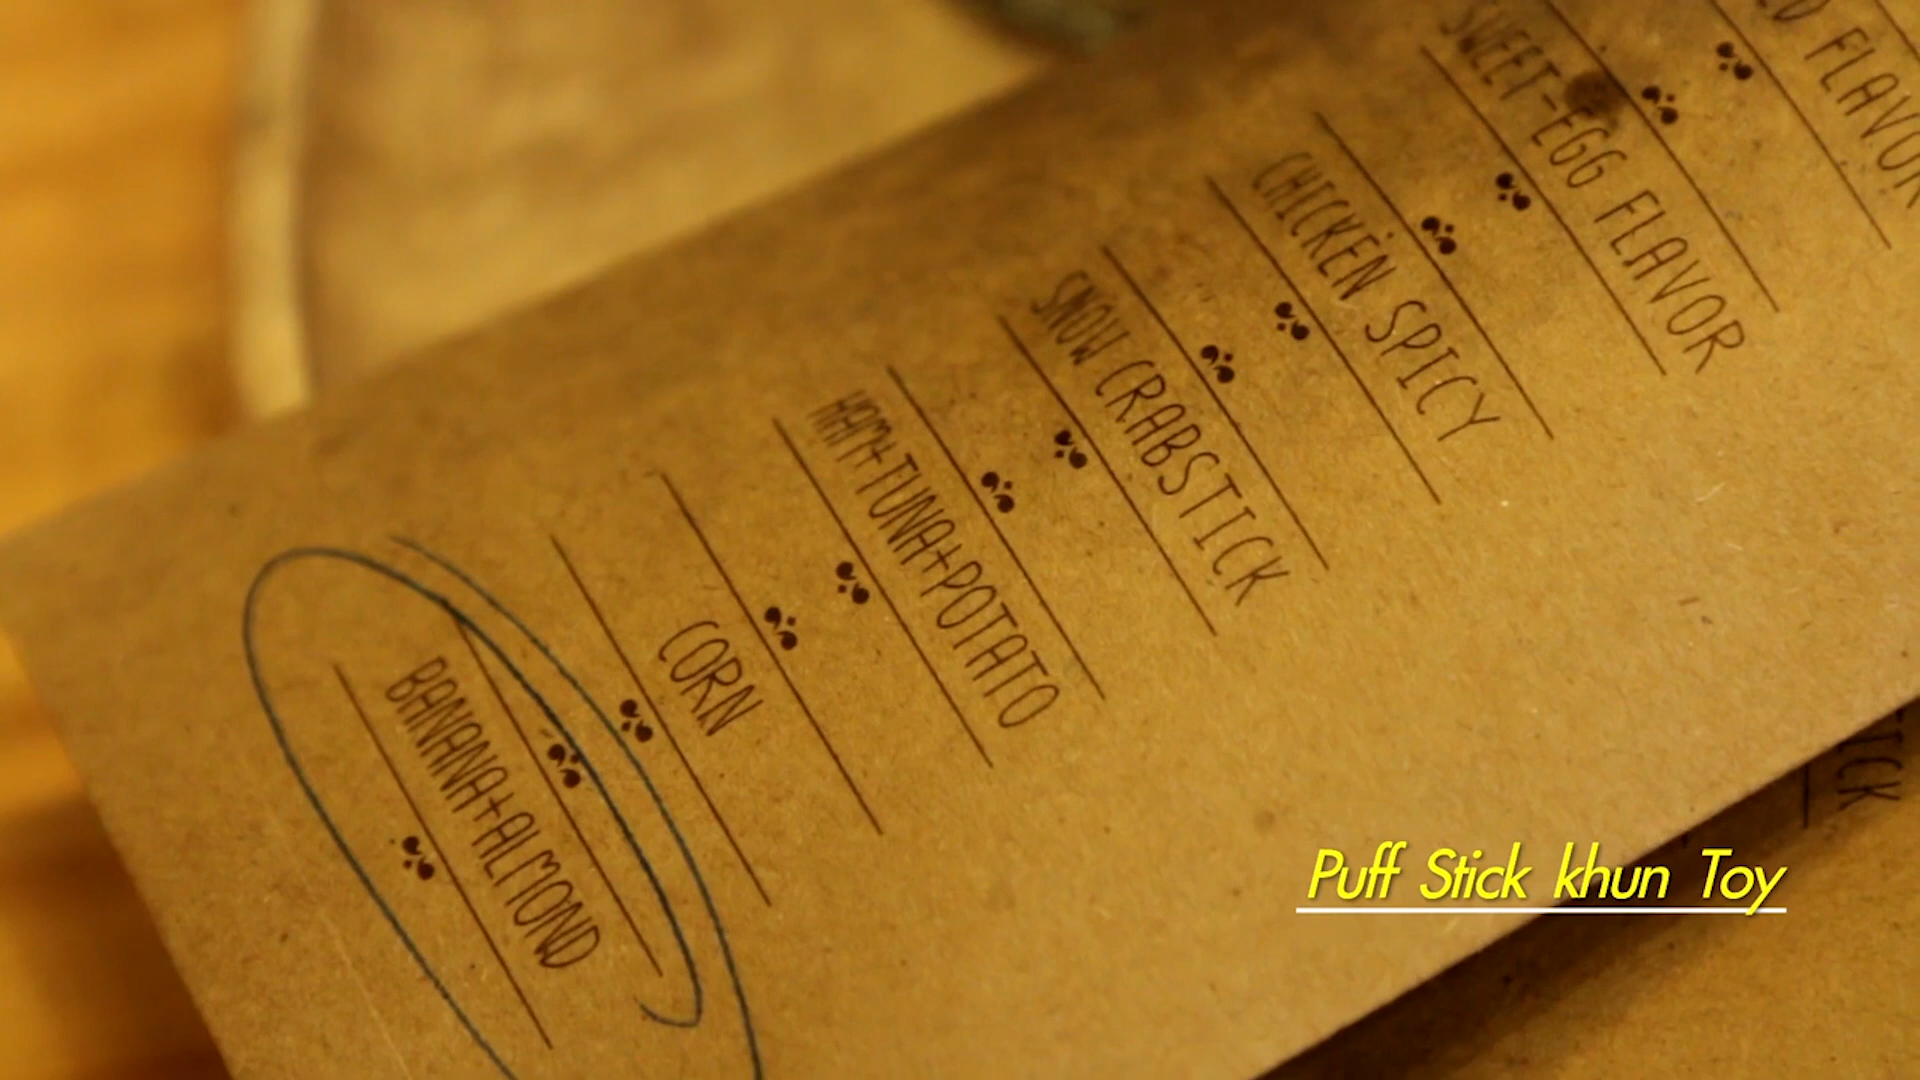 FLAVOR
SWEET-EGG FLAVOR
CHICKEN SPICY
SNOW CRABSTICK
HAM+TUNA+POTATO
CORN
BANANA+ALMOND
Puff Stick khun Toy